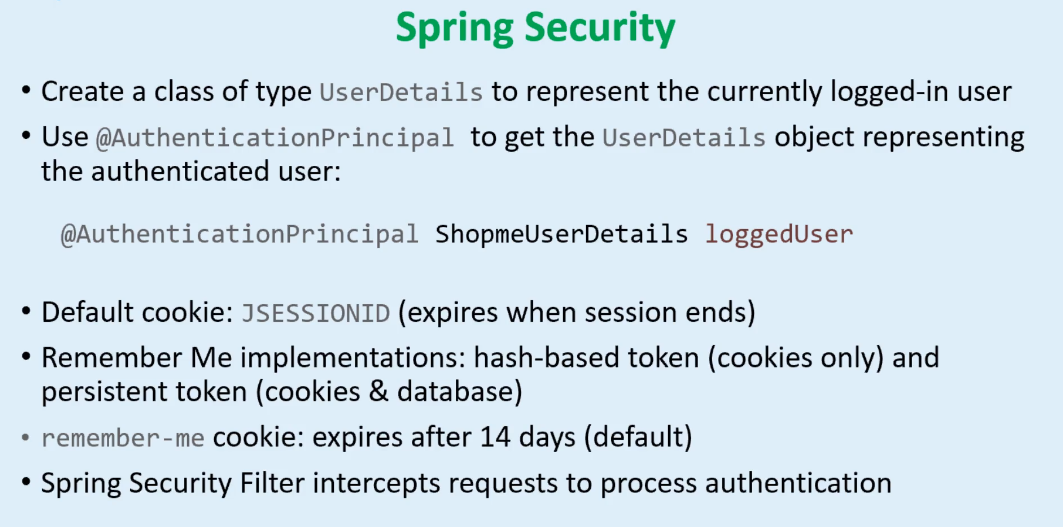 Spring Security
• Create a class of type UserDetails to represent the currently logged-in user
• Use @AuthenticationPrincipal to get the UserDetails object representing
the authenticated user:
@AuthenticationPrincipal ShopmeUserDetails loggedUser
• Default cookie: JSESSIONID (expires when session ends)
• Remember Me implementations: hash-based token (cookies only) and
persistent token (cookies & database)
• remember-me cookie: expires after 14 days (default)
• Spring Security Filter intercepts requests to process authentication